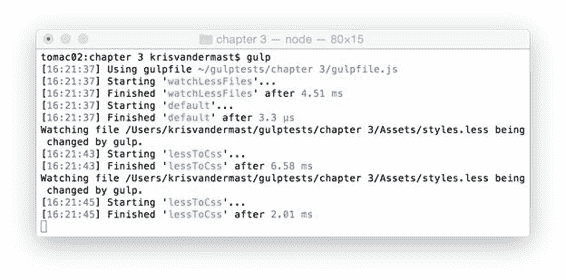 chapter 3 — node — 80×15
tomac02:chapter 3 krisvandermast$ gulp
[16:21:37] Using gulpfile ~/gulptests/chapter 3/gulpfile.js
[16:21:37] Starting 'watchLessFiles'...
[16:21:37] Finished 'watchLessFiles' after 4.51 ms
[16:21:37] Starting 'default'...
[16:21:37] Finished 'default' after 3.3 μs
Watching file /Users/krisvandermast/gulptests/chapter 3/Assets/styles.less being
changed by gulp.
[16:21:43] Starting 'lessToCss'...
[16:21:43] Finished 'lessToCss' after 6.58 ms
Watching file /Users/krisvandermast/gulptests/chapter 3/Assets/styles.less being
changed by gulp.
[16:21:45] Starting 'lessToCss'...
[16:21:45] Finished 'lessToCss' after 2.01 ms